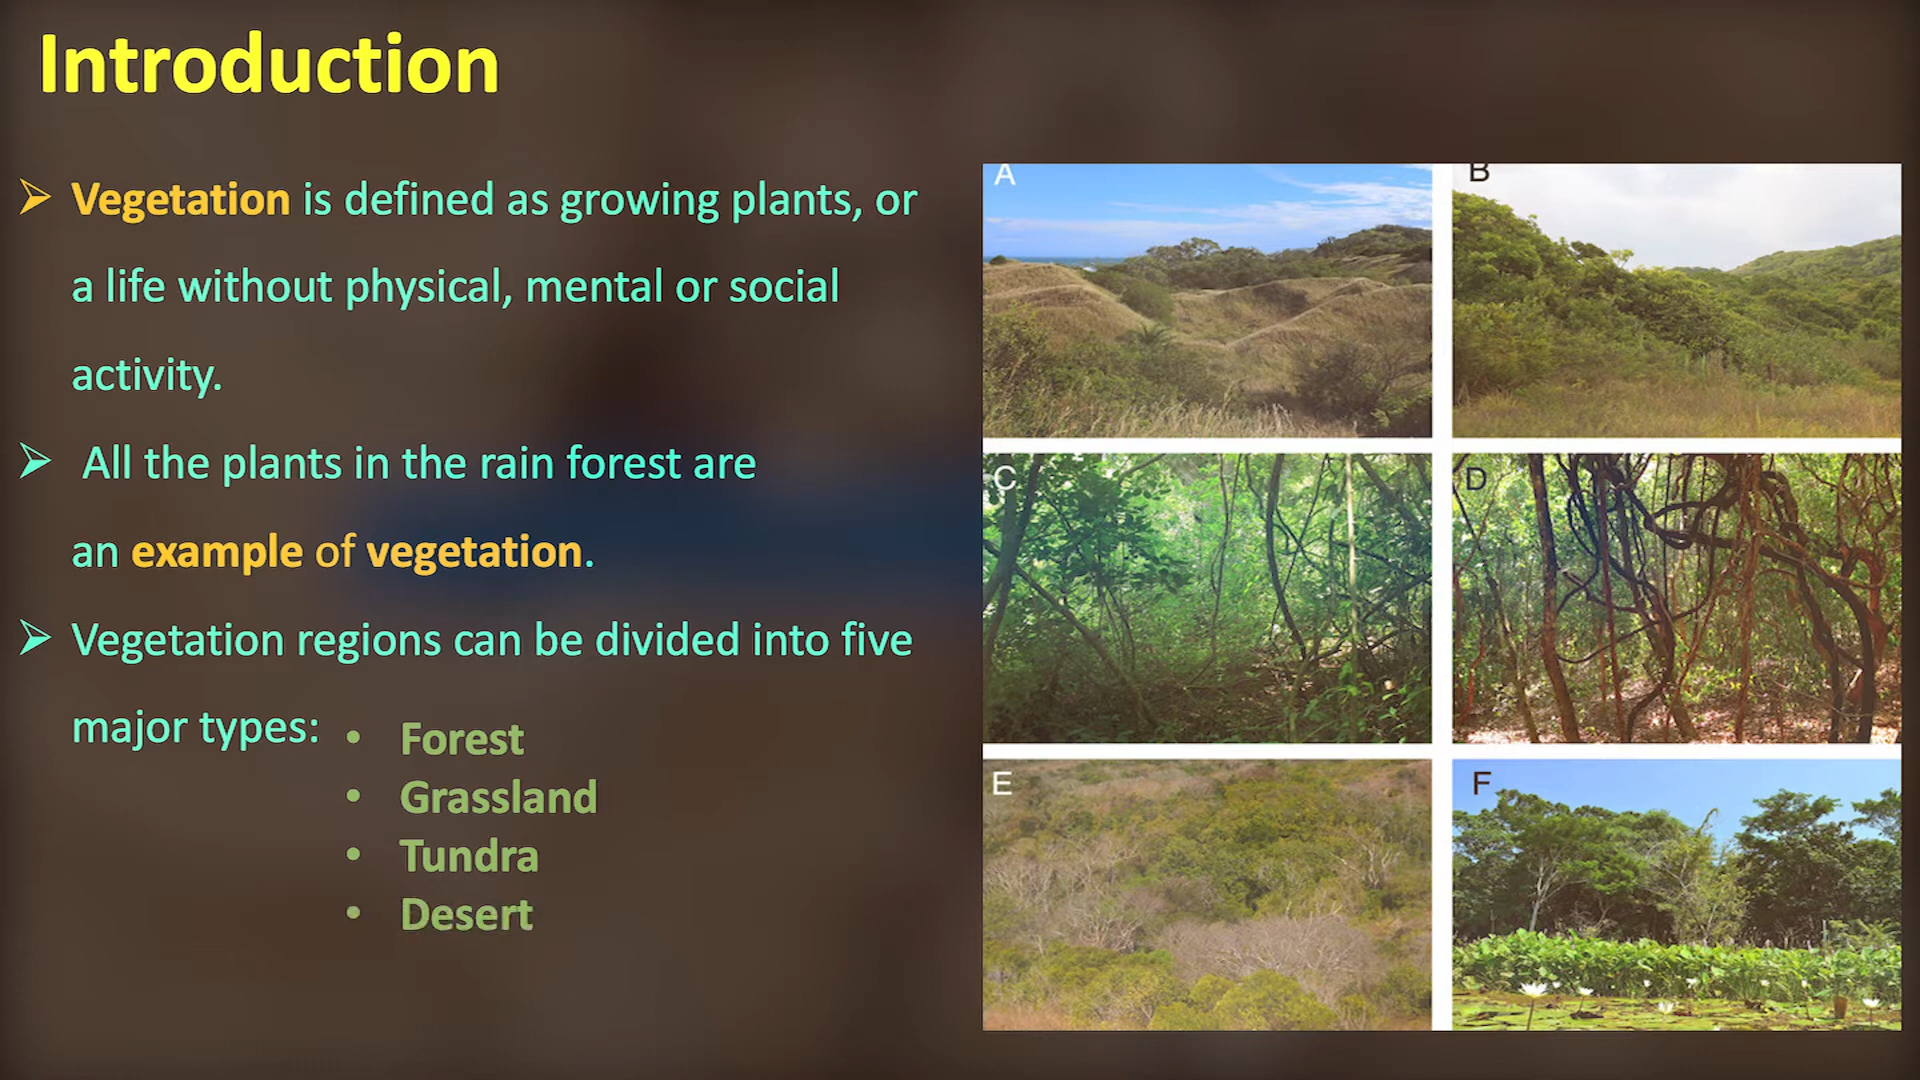 Introduction
➢ Vegetation is defined as growing plants, or
a life without physical, mental or social
activity.
➢ All the plants in the rain forest are
an example of vegetation.
➢ Vegetation regions can be divided into five
major types:
• Forest
• Grassland
• Tundra
• Desert
A
B
C
D
E
F